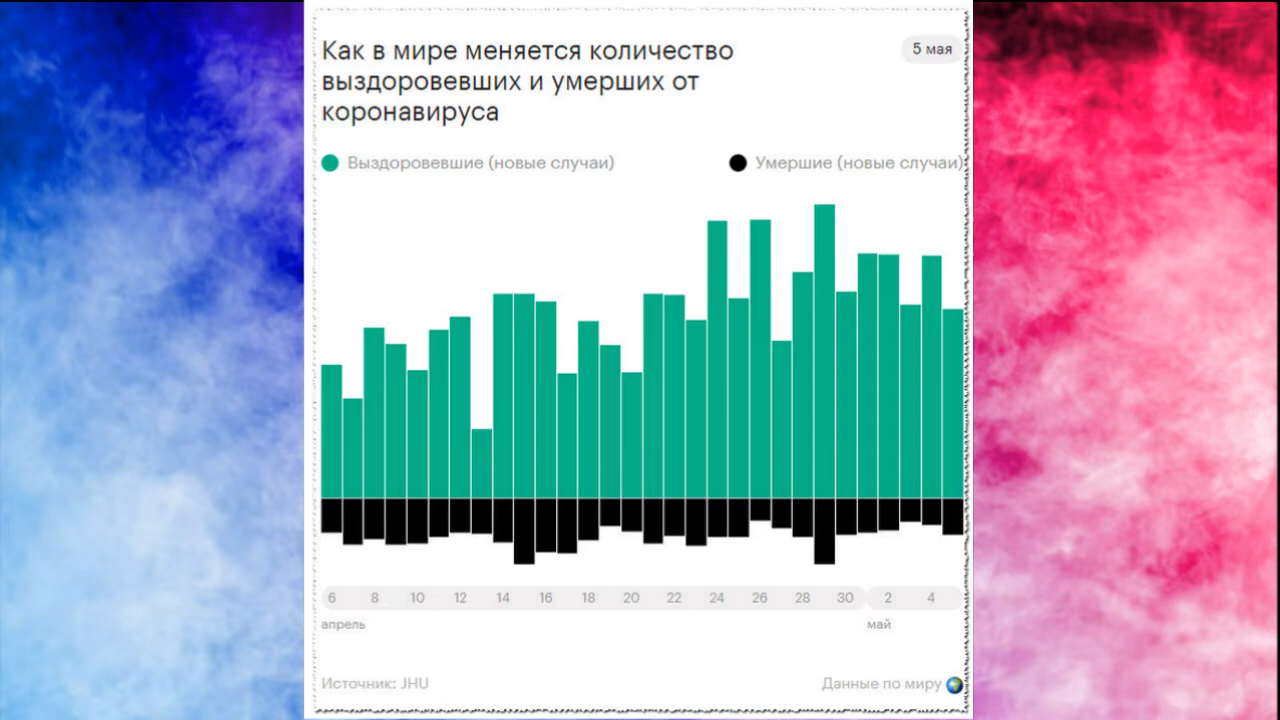 Как в мире меняется количество
5 мая
выздоровевших и умерших от
коронавируса
Выздоровевшие (новые случаи)
Умершие (новые случаи)
6 8 10 12 14 16 18 20 22 24 26 28 30 2 4
апрель май
Источник: JHU
Данные по миру